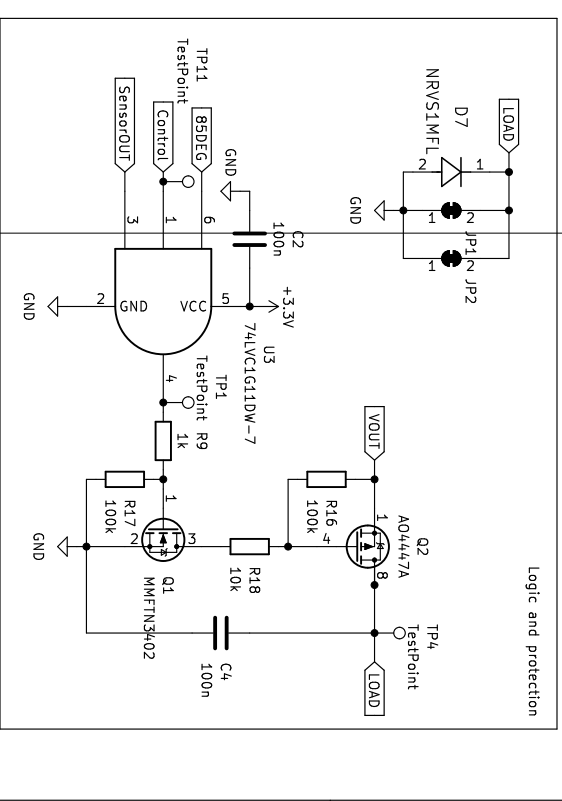 Logic and protection
LOAD
D7
NRVS1MFL
2
1
1
2
JP1
1
2
JP2
GND
TP11
TestPoint
85DEG
Control
SensorOUT
GND
C2
100n
+3.3V
U3
74LVC1G11DW-7
6
1
3
5
VCC
GND
2
4
GND
TP1
TestPoint
R9
1k
R17
100k
1
2
3
Q1
MMFTN3402
GND
R18
10k
VOUT
R16
100k
1
4
8
Q2
AO4447A
TP4
TestPoint
LOAD
C4
100n